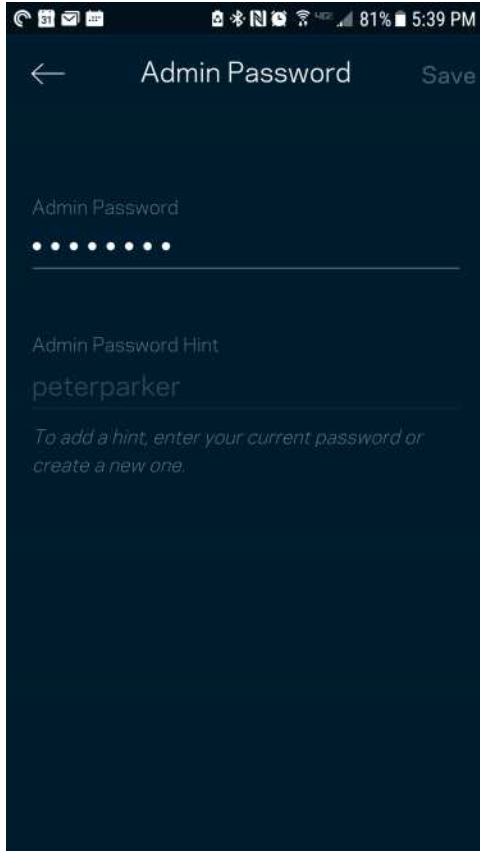 31 81% 5:39 PM
Admin Password Save
Admin Password
Admin Password Hint
peterparker
To add a hint, enter your current password or
create a new one.